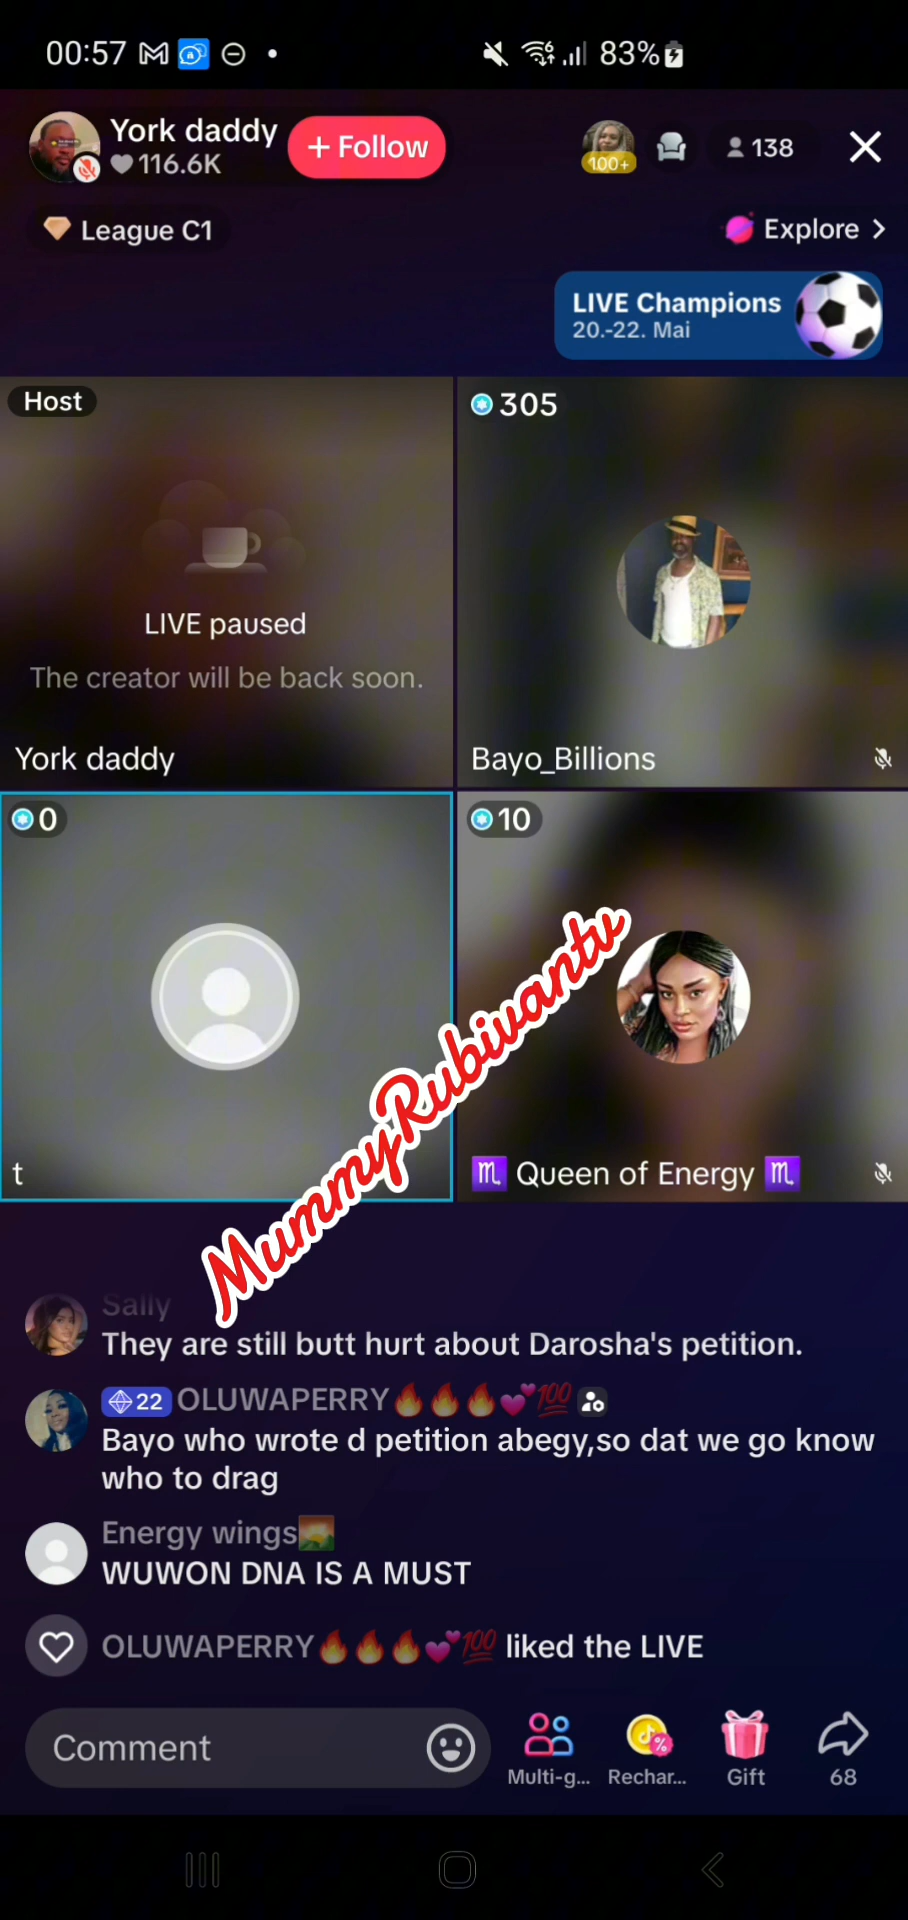 00:57
83%
York daddy
116.6K
+ Follow
100+
138
League C1
Explore >
LIVE Champions
20.-22. Mai
Host
305
LIVE paused
The creator will be back soon.
York daddy
Bayo_Billions
0
10
t
♏ Queen of Energy ♏
MummyRubivantv
Sally
They are still butt hurt about Darosha's petition.
22 OLUWAPERRY🔥🔥🔥💕💯
Bayo who wrote d petition abegy,so dat we go know
who to drag
Energy wings🌄
WUWON DNA IS A MUST
OLUWAPERRY🔥🔥🔥💕💯 liked the LIVE
Comment
Multi-g...
Rechar...
Gift
68